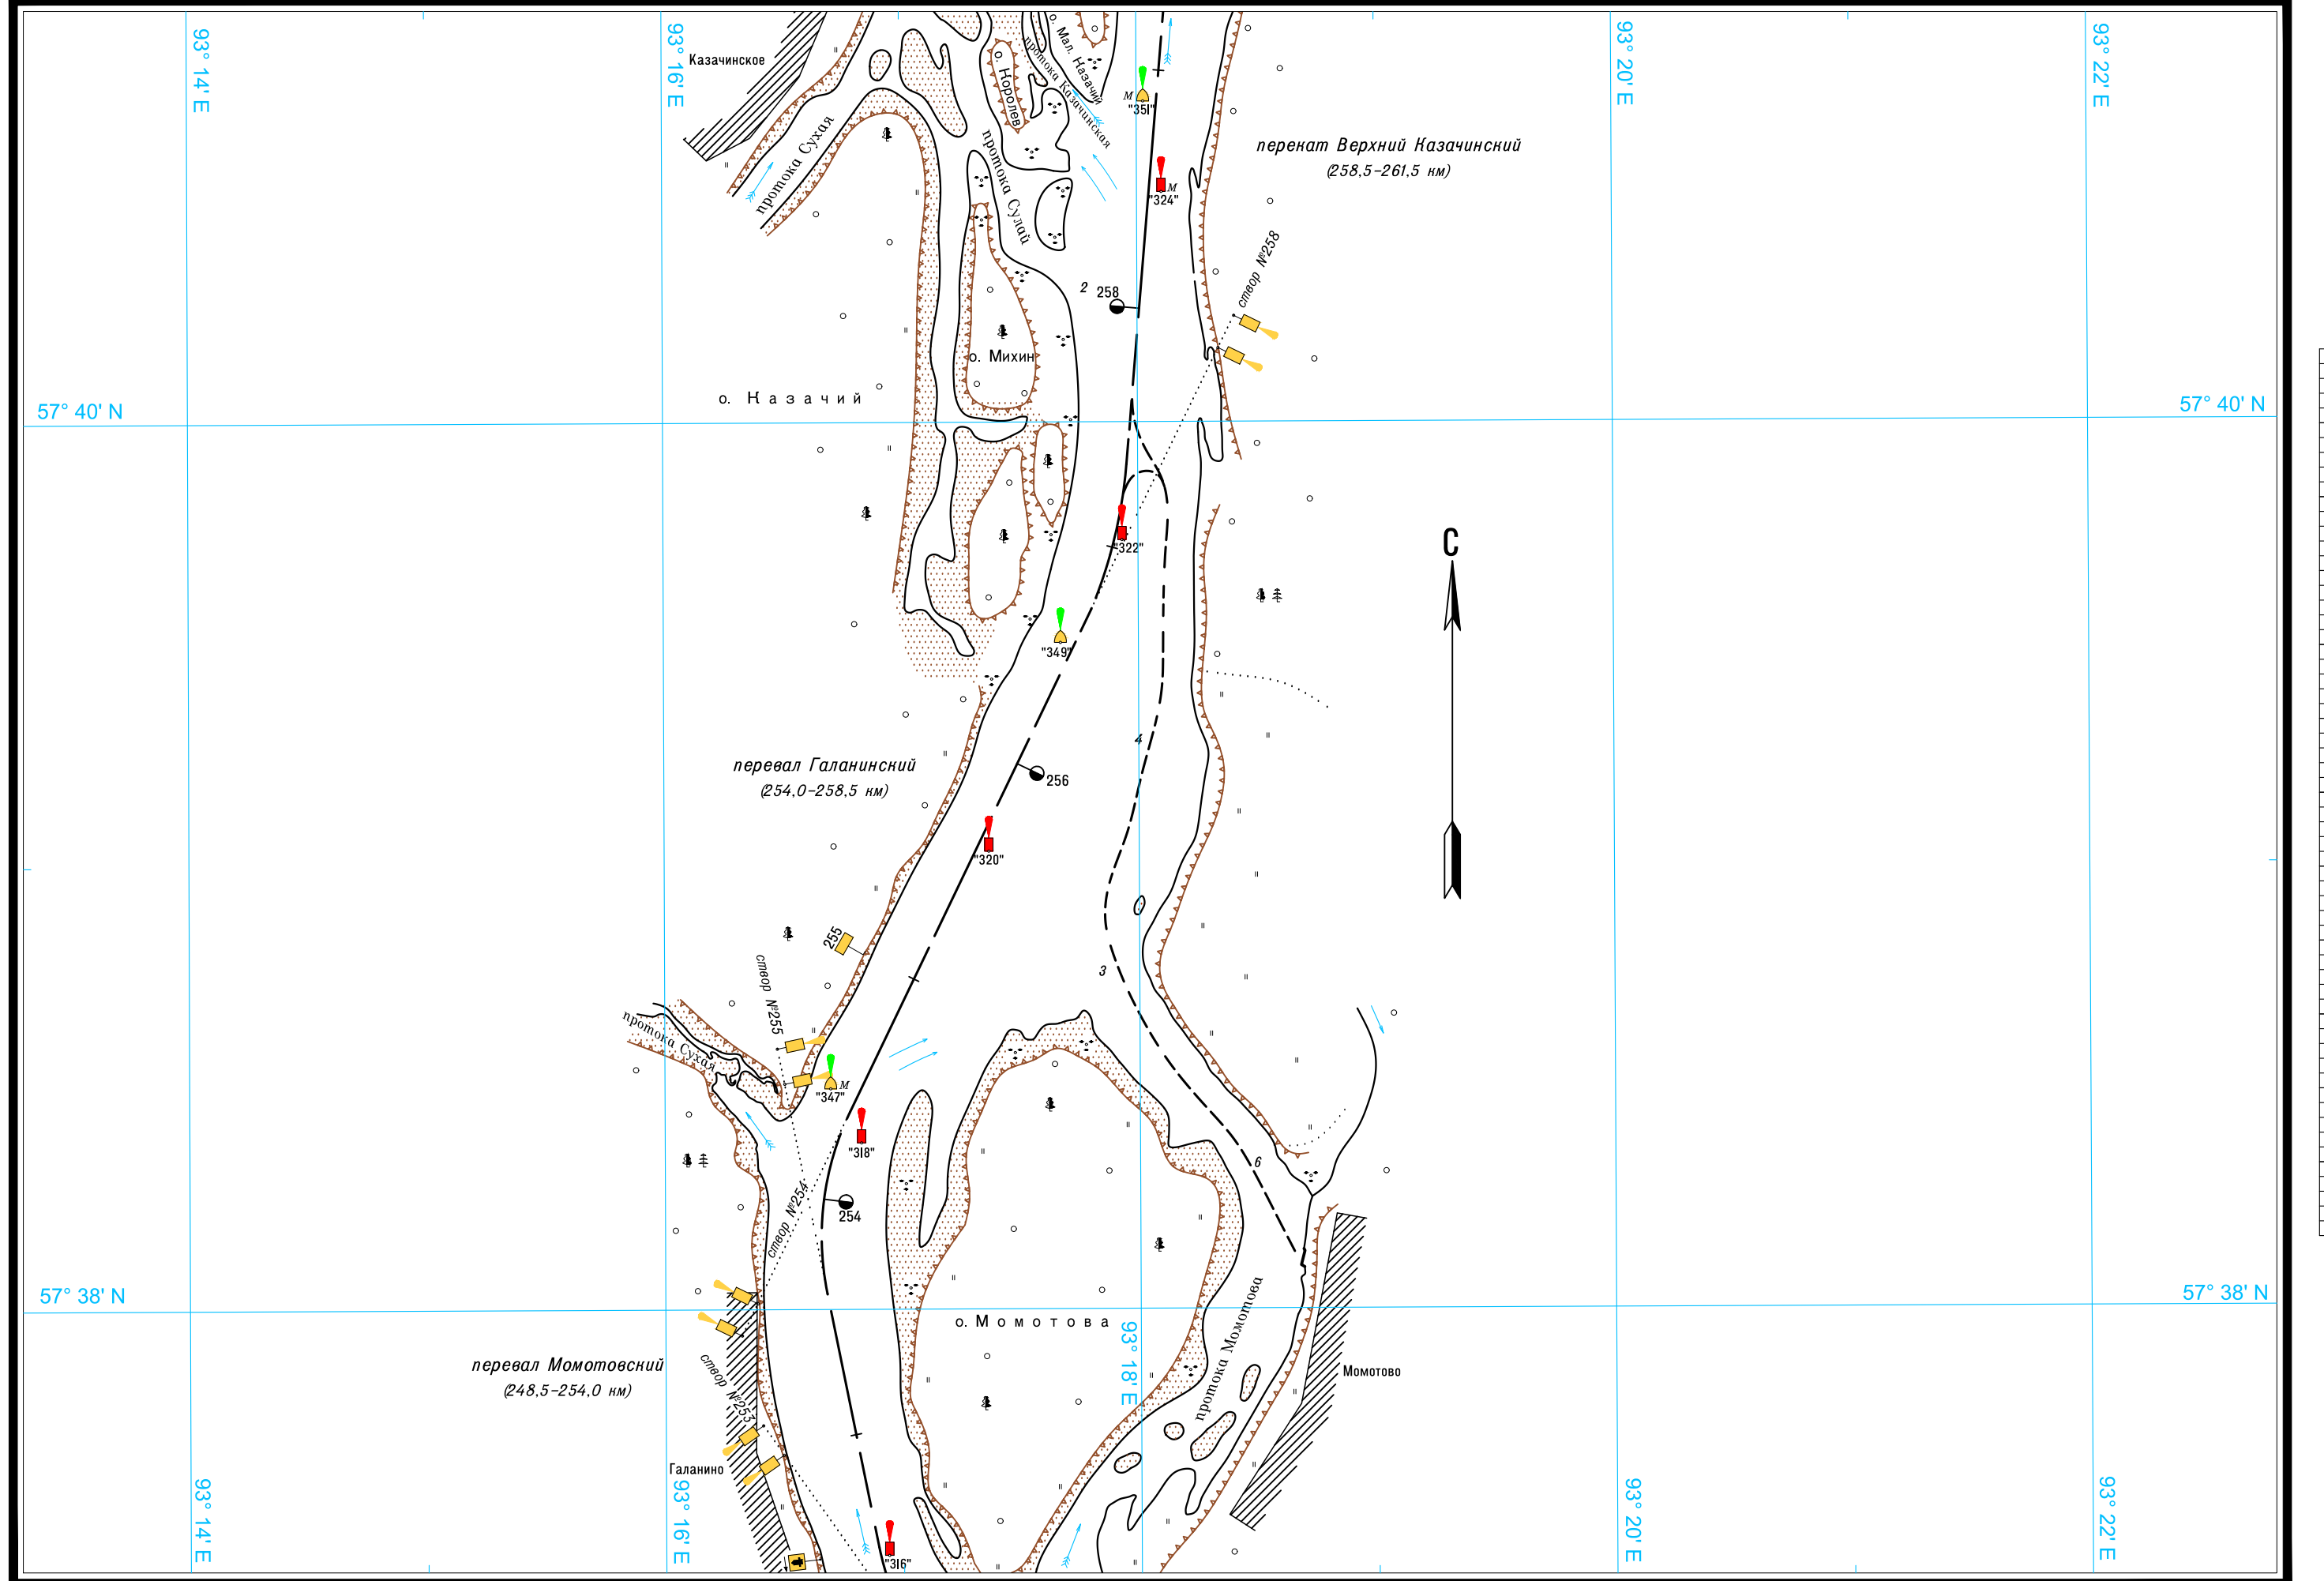 93° 14' E
93° 16' E
93° 20' E
93° 22' E
Казачинское
о. Мал. Казачий
протока Казачинская
о. Королев
протока Сухая
протока Сулай
М
"351"
"324"
М
перекат Верхний Казачинский
(258,5-261,5 км)
створ №258
2
258
о. Михин
о. Казачий
57° 40' N
57° 40' N
С
"322"
"349"
4
перевал Галанинский
(254,0-258,5 км)
256
"320"
255
створ №255
3
протока Сухая
М
"347"
"318"
6
створ №254
254
57° 38' N
57° 38' N
о. Момотова
93° 18' E
протока Момотова
Момотово
перевал Момотовский
(248,5-254,0 км)
створ №253
Галанино
"316"
93° 14' E
93° 16' E
93° 20' E
93° 22' E